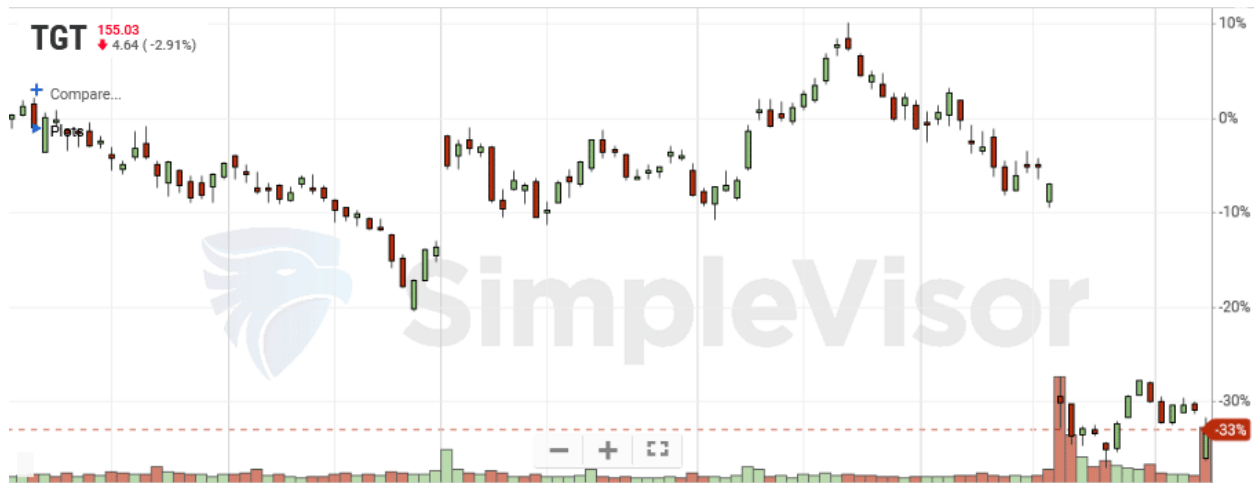 TGT 155.03
4.64 ( -2.91%)
Compare...
Plots
SimpleVisor
10%
0%
-10%
-20%
-30%
-33%